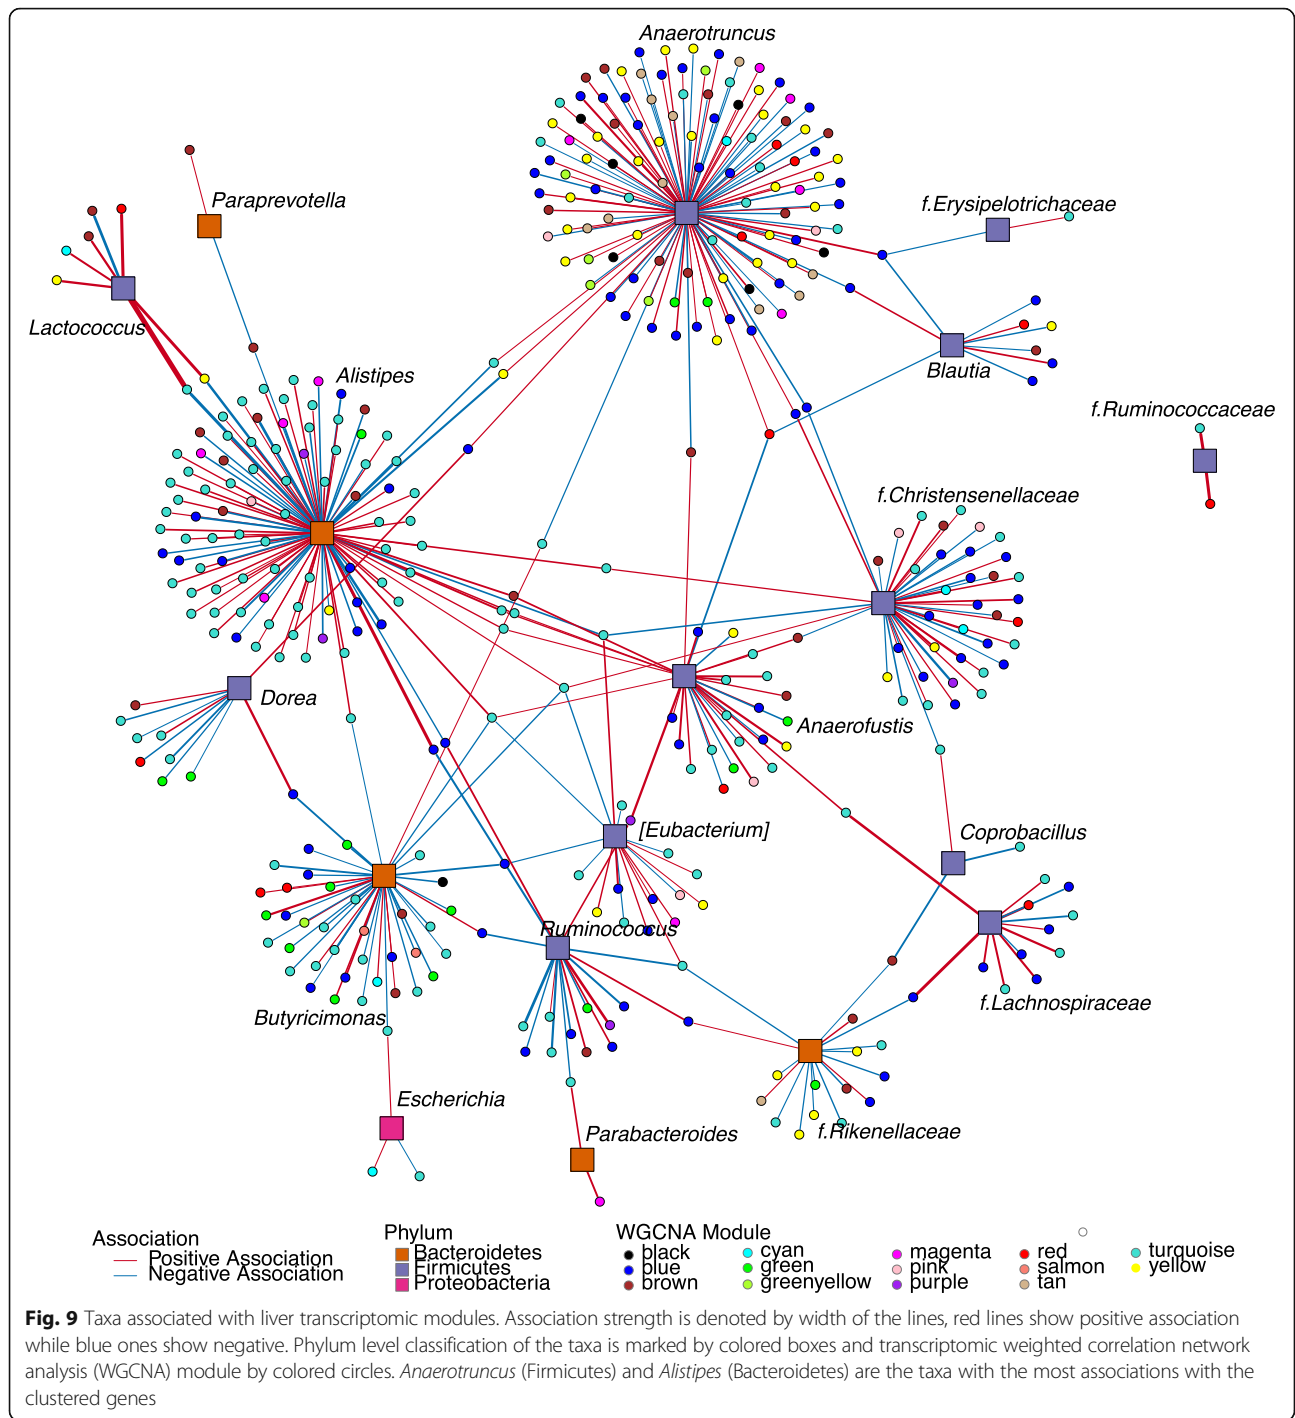 Anaerotruncus
Paraprevotella
f.Erysipelotrichaceae
Lactococcus
Alistipes
Blautia
f.Ruminococcaceae
f.Christensenellaceae
Dorea
Anaerofustis
[Eubacterium]
Coprobacillus
Ruminococcus
Butyricimonas
f.Lachnospiraceae
Escherichia
Parabacteroides
f.Rikenellaceae
Association
Positive Association
Negative Association
Phylum
Bacteroidetes
Firmicutes
Proteobacteria
WGCNA Module
black
blue
brown
cyan
green
greenyellow
magenta
pink
purple
red
salmon
tan
turquoise
yellow
Fig. 9 Taxa associated with liver transcriptomic modules. Association strength is denoted by width of the lines, red lines show positive association
while blue ones show negative. Phylum level classification of the taxa is marked by colored boxes and transcriptomic weighted correlation network
analysis (WGCNA) module by colored circles. Anaerotruncus (Firmicutes) and Alistipes (Bacteroidetes) are the taxa with the most associations with the
clustered genes